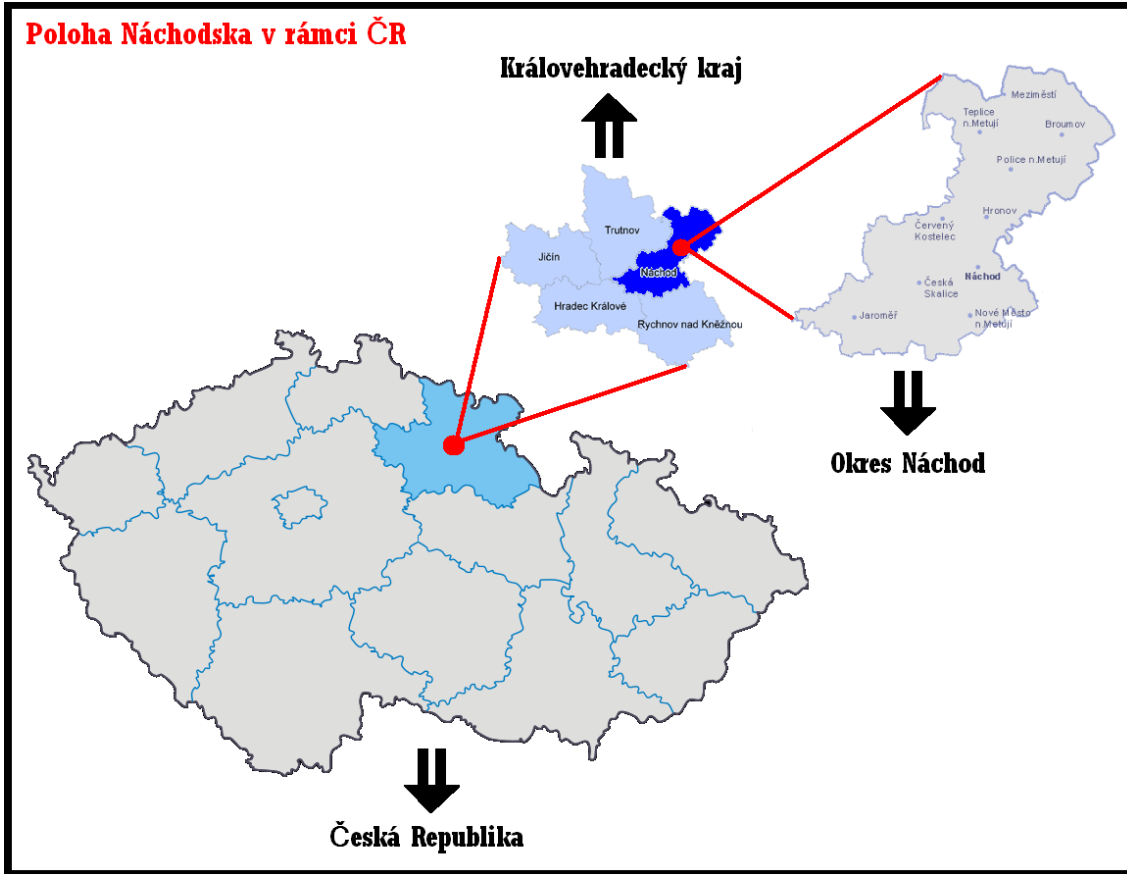 Poloha Náchodska v rámci ČR
Královehradecký kraj
Meziměstí
Teplice
n.Metují
Broumov
Police n.Metují
Hronov
Červený
Kostelec
Náchod
Česká
Skalice
Jaroměř
Nové Město
n.Metují
Trutnov
Jičín
Náchod
Hradec Králové
Rychnov nad Kněžnou
Okres Náchod
Česká Republika